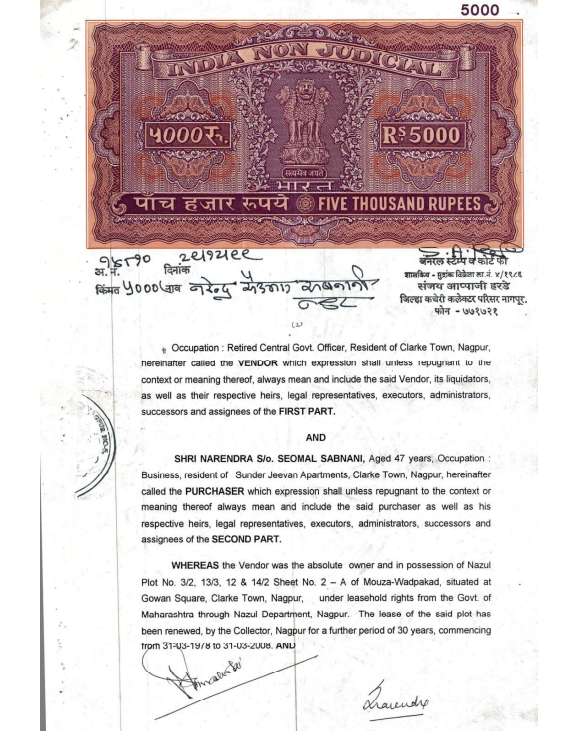 5000
INDIA NON JUDICIAL
५०००रु.
RS 5000
सत्यमेव जयते
भारत
पाँच हजार रुपये
FIVE THOUSAND RUPEES
अ. नं.
दिनांक
किंमत ५०००
नाव
जनरल स्टॅम्प व कोर्ट फी
संजय आप्पाजी डरडे
जिल्हा कचेरी कलेक्टर परिसर नागपूर.
फोन - ७७१७२१
(2)
Occupation : Retired Central Govt. Officer, Resident of Clarke Town, Nagpur,
hereinafter called the VENDOR which expression shall unless repugnant to the
context or meaning thereof, always mean and include the said Vendor, its liquidators,
as well as their respective heirs, legal representatives, executors, administrators,
successors and assignees of the FIRST PART.
AND
SHRI NARENDRA S/o. SEOMAL SABNANI, Aged 47 years, Occupation :
Business, resident of Sunder Jeevan Apartments, Clarke Town, Nagpur, hereinafter
called the PURCHASER which expression shall unless repugnant to the context or
meaning thereof always mean and include the said purchaser as well as his
respective heirs, legal representatives, executors, administrators, successors and
assignees of the SECOND PART.
WHEREAS the Vendor was the absolute owner and in possession of Nazul
Plot No. 3/2, 13/3, 12 & 14/2 Sheet No. 2 – A of Mouza-Wadpakad, situated at
Gowan Square, Clarke Town, Nagpur, under leasehold rights from the Govt. of
Maharashtra through Nazul Department, Nagpur. The lease of the said plot has
been renewed, by the Collector, Nagpur for a further period of 30 years, commencing
from 31-03-1978 to 31-03-2008. AND